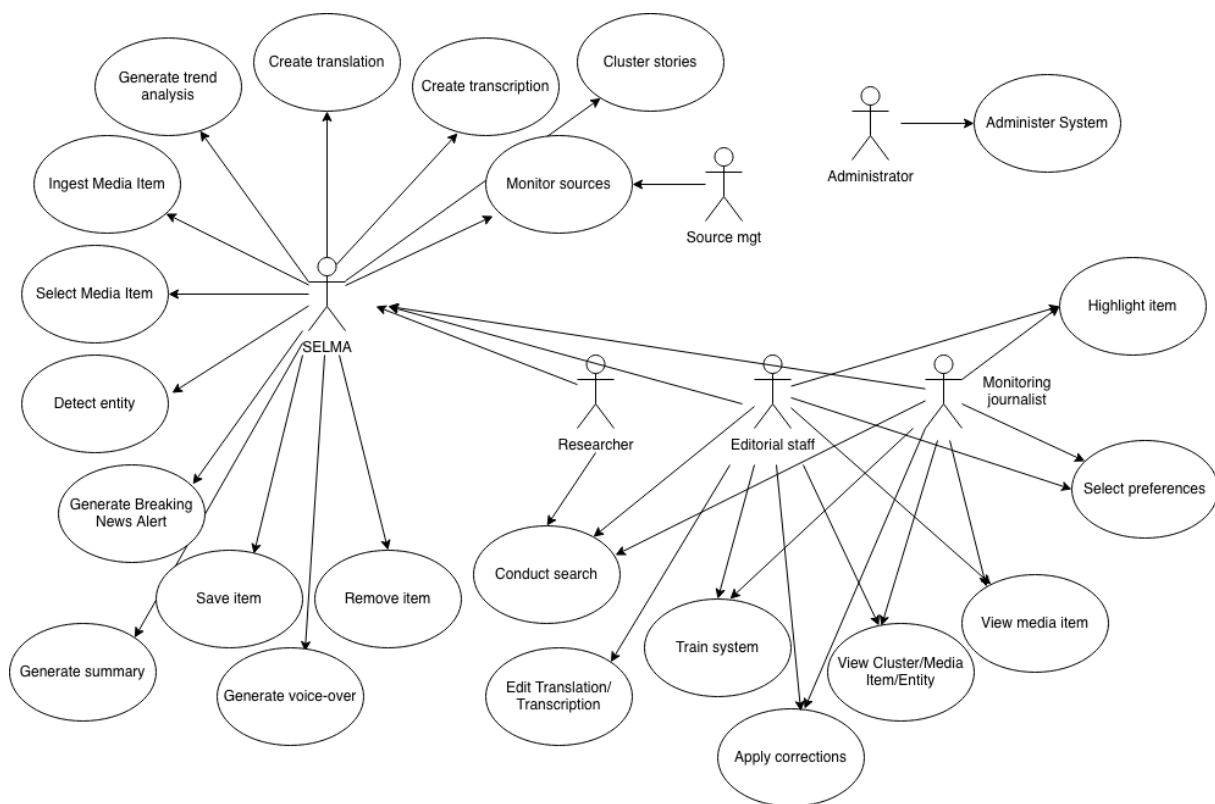 Create translation
Cluster stories
Generate trend
analysis
Create transcription
Administer System
Administrator
Ingest Media Item
Monitor sources
Source mgt
Select Media Item
Highlight item
SELMA
Monitoring
journalist
Detect entity
Researcher
Editorial staff
Select preferences
Generate Breaking
News Alert
Conduct search
Save item
Remove item
View media item
Train system
View Cluster/Media
Item/Entity
Generate summary
Generate voice-over
Edit Translation/
Transcription
Apply corrections